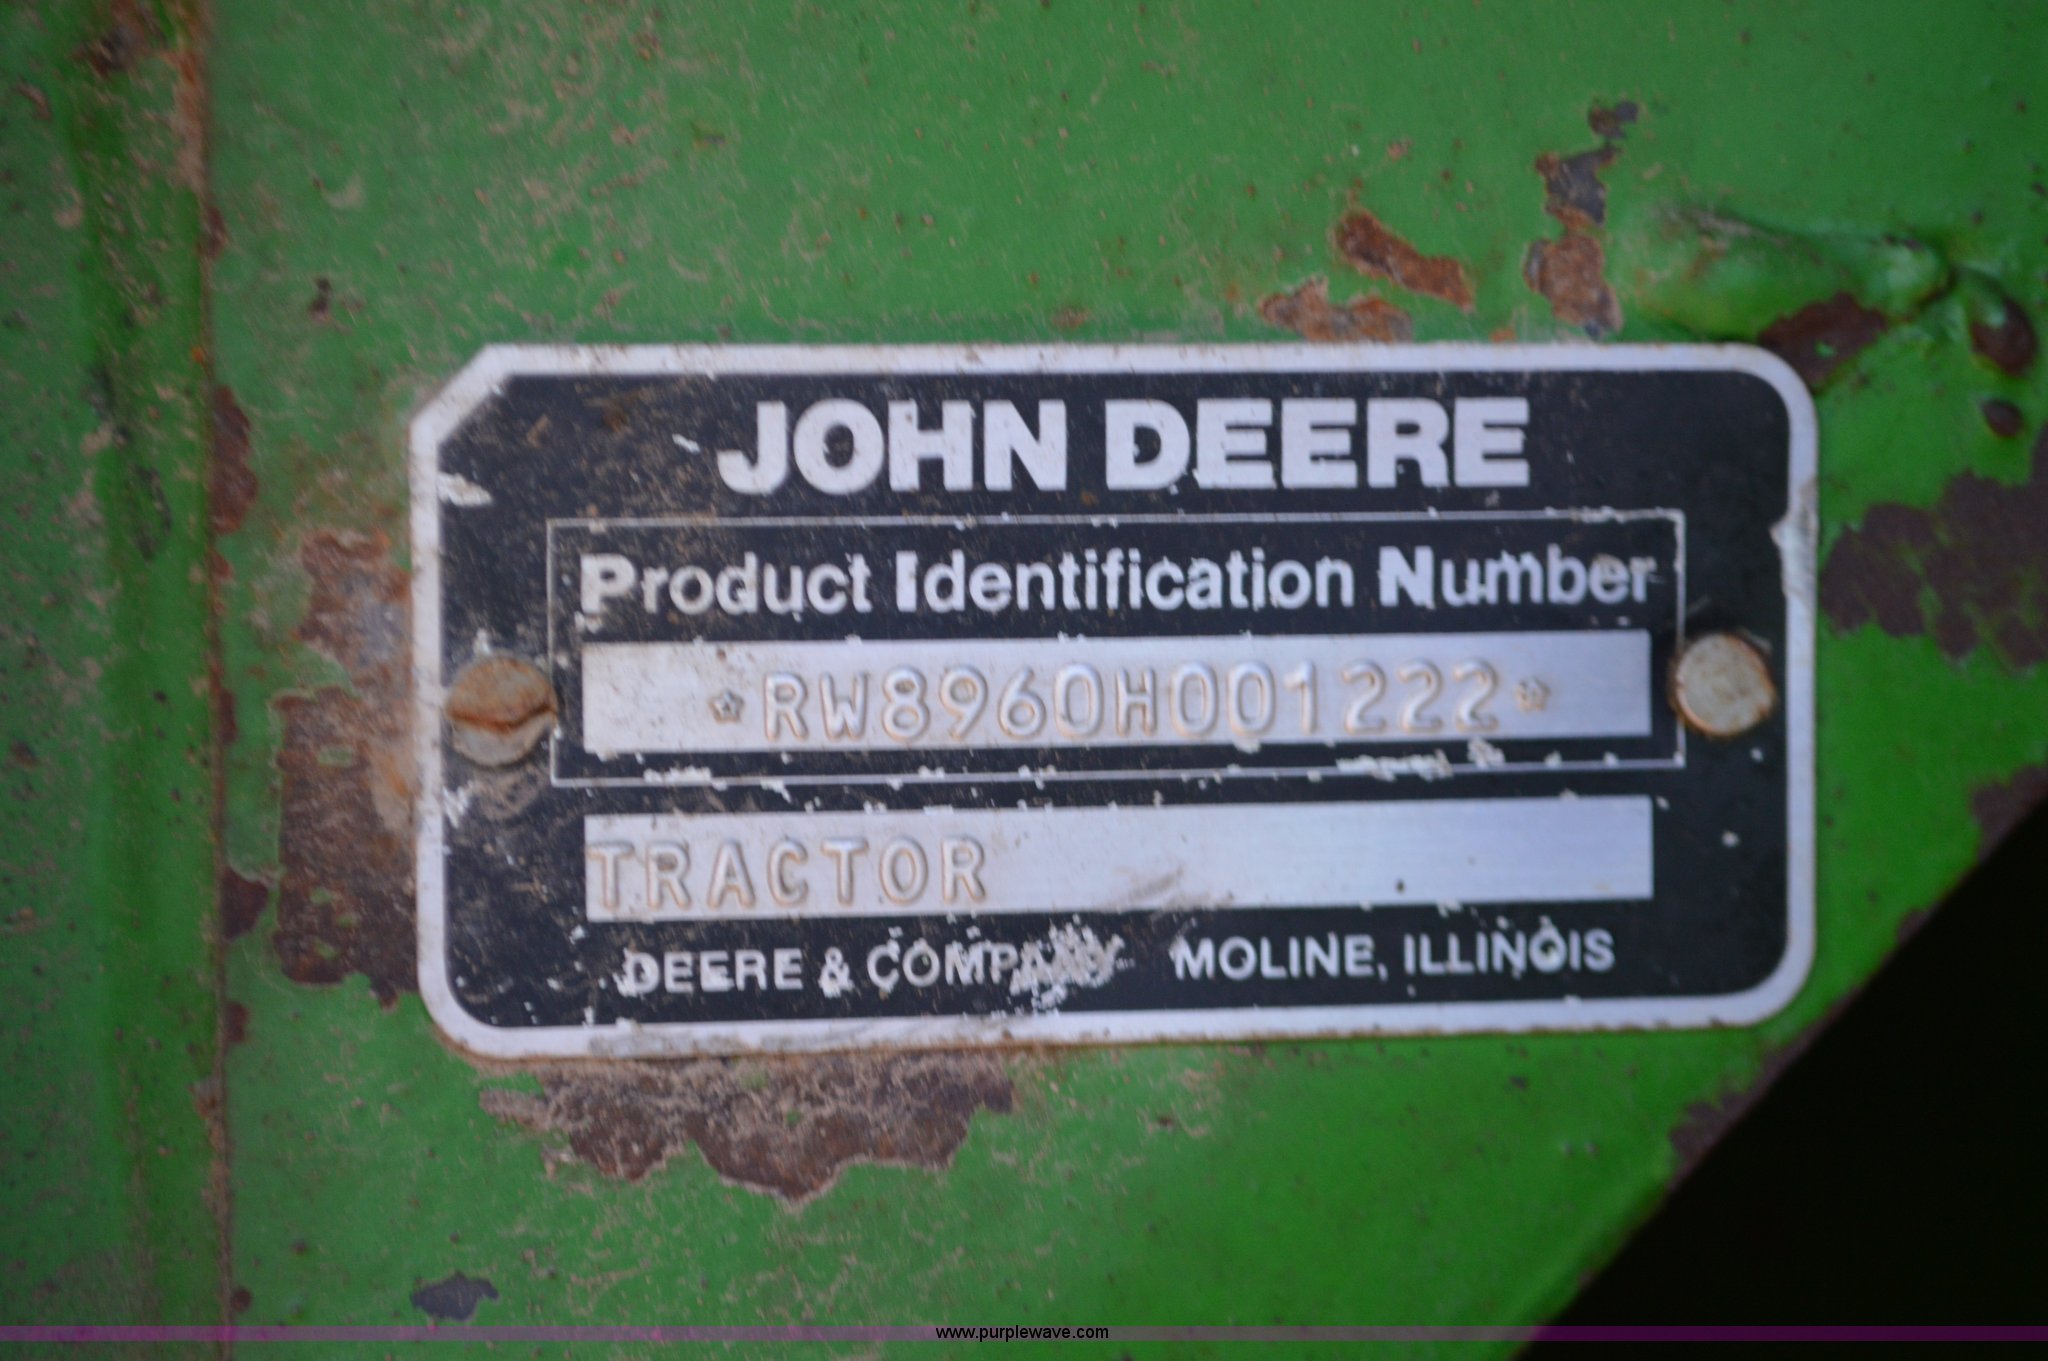 JOHN DEERE
Product Identification Number
*RW8960H001222*
TRACTOR
DEERE & COMPANY MOLINE, ILLINOIS
www.purplewave.com